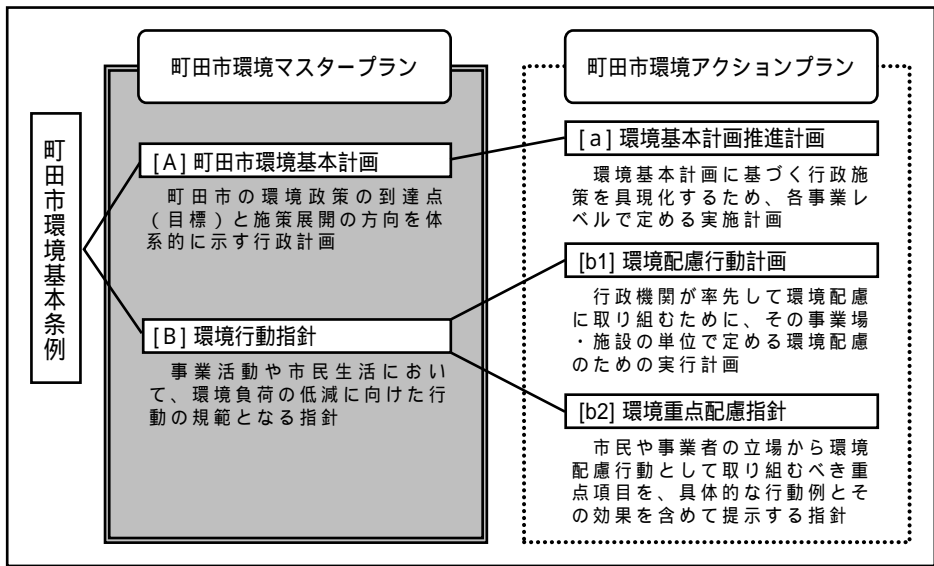 町田市環境基本条例
町田市環境マスタープラン
[A] 町田市環境基本計画
町田市の環境政策の到達点
(目標)と施策展開の方向を体
系的に示す行政計画
[B] 環境行動指針
事業活動や市民生活におい
て、環境負荷の低減に向けた行
動の規範となる指針
町田市環境アクションプラン
[a] 環境基本計画推進計画
環境基本計画に基づく行政施
策を具現化するため、各事業レ
ベルで定める実施計画
[b1] 環境配慮行動計画
行政機関が率先して環境配慮
に取り組むために、その事業場
・施設の単位で定める環境配慮
のための実行計画
[b2] 環境重点配慮指針
市民や事業者の立場から環境
配慮行動として取り組むべき重
点項目を、具体的な行動例とそ
の効果を含めて提示する指針